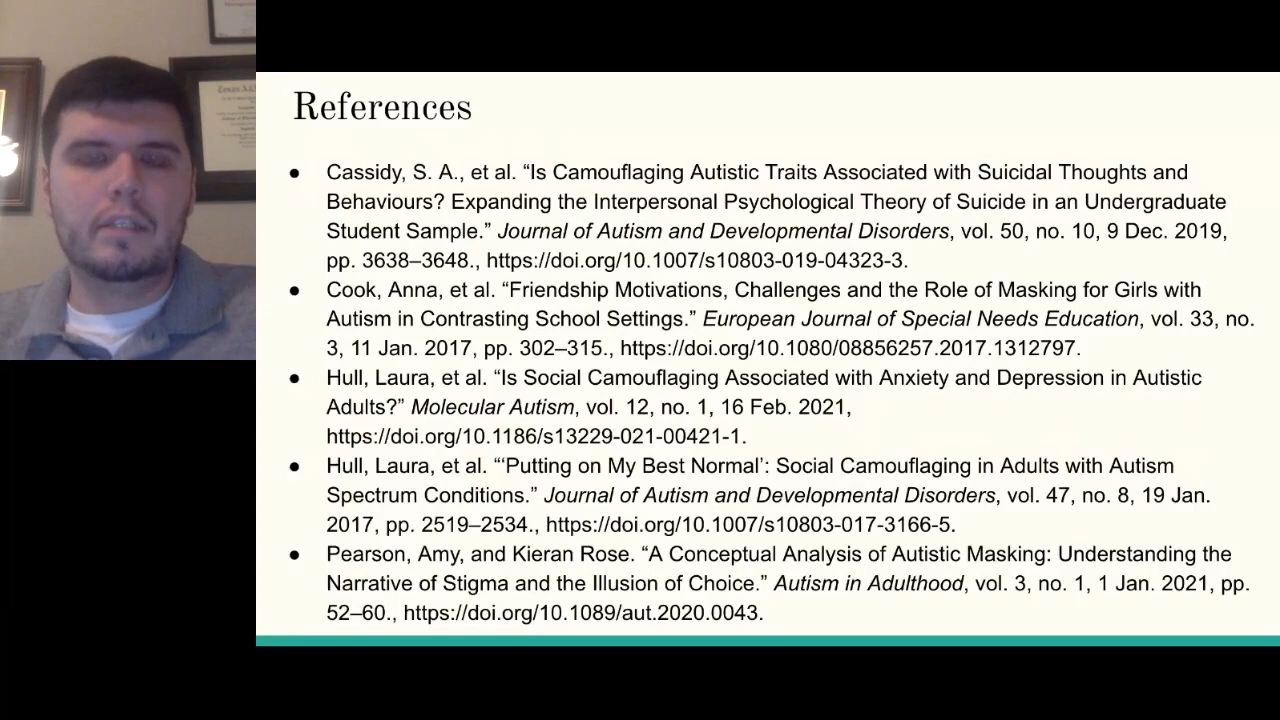 References
● Cassidy, S. A., et al. “Is Camouflaging Autistic Traits Associated with Suicidal Thoughts and
Behaviours? Expanding the Interpersonal Psychological Theory of Suicide in an Undergraduate
Student Sample.” Journal of Autism and Developmental Disorders, vol. 50, no. 10, 9 Dec. 2019,
pp. 3638–3648., https://doi.org/10.1007/s10803-019-04323-3.
● Cook, Anna, et al. “Friendship Motivations, Challenges and the Role of Masking for Girls with
Autism in Contrasting School Settings.” European Journal of Special Needs Education, vol. 33, no.
3, 11 Jan. 2017, pp. 302–315., https://doi.org/10.1080/08856257.2017.1312797.
● Hull, Laura, et al. “Is Social Camouflaging Associated with Anxiety and Depression in Autistic
Adults?” Molecular Autism, vol. 12, no. 1, 16 Feb. 2021,
https://doi.org/10.1186/s13229-021-00421-1.
● Hull, Laura, et al. “‘Putting on My Best Normal’: Social Camouflaging in Adults with Autism
Spectrum Conditions.” Journal of Autism and Developmental Disorders, vol. 47, no. 8, 19 Jan.
2017, pp. 2519–2534., https://doi.org/10.1007/s10803-017-3166-5.
● Pearson, Amy, and Kieran Rose. “A Conceptual Analysis of Autistic Masking: Understanding the
Narrative of Stigma and the Illusion of Choice.” Autism in Adulthood, vol. 3, no. 1, 1 Jan. 2021, pp.
52–60., https://doi.org/10.1089/aut.2020.0043.